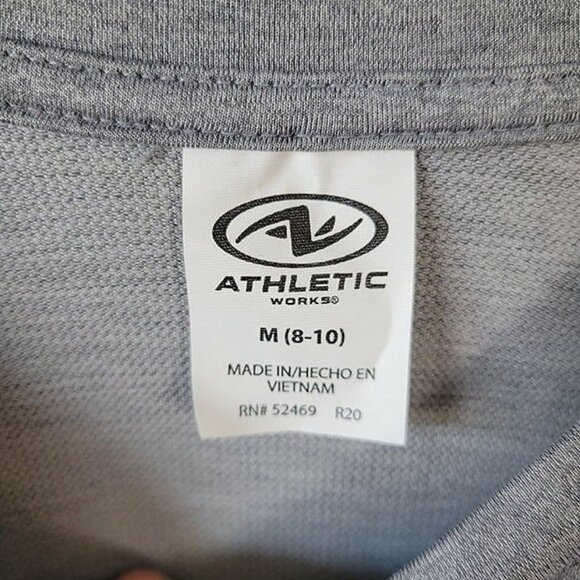 ATHLETIC
WORKS®
M (8-10)
MADE IN/HECHO EN
VIETNAM
RN# 52469 R20